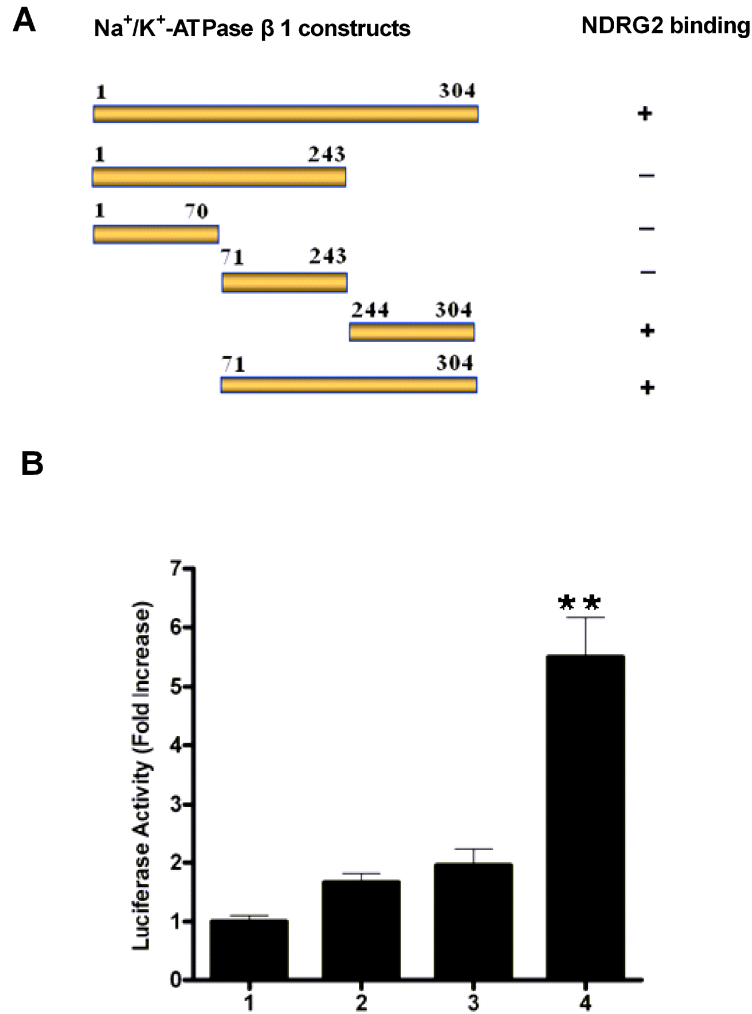 A
Na+/K+-ATPase β 1 constructs NDRG2 binding
1 304 +
1 243 −
1 70 −
71 243 −
244 304 +
71 304 +
B
Luciferase Activity (Fold Increase)
7
6
5
4
3
2
1
0
**
1 2 3 4